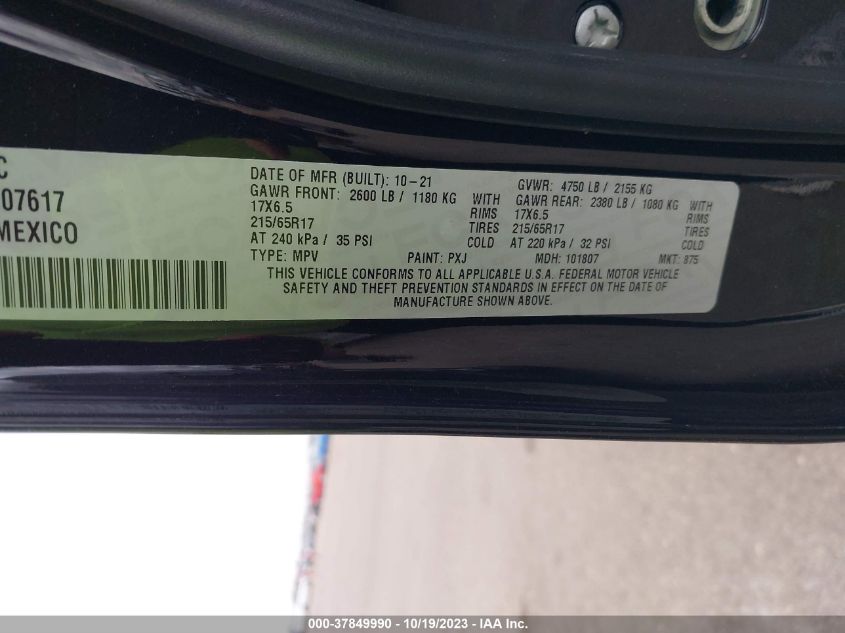 C
07617
MEXICO
DATE OF MFR (BUILT): 10-21
GVWR: 4750 LB / 2155 KG
GAWR FRONT: 2600 LB / 1180 KG WITH
GAWR REAR: 2380 LB / 1080 KG WITH
17X6.5 RIMS
17X6.5 RIMS
215/65R17 TIRES
215/65R17 TIRES
AT 240 kPa / 35 PSI COLD
AT 220 kPa / 32 PSI COLD
TYPE: MPV PAINT: PXJ MDH: 101807 MKT: 875
THIS VEHICLE CONFORMS TO ALL APPLICABLE U.S.A. FEDERAL MOTOR VEHICLE
SAFETY AND THEFT PREVENTION STANDARDS IN EFFECT ON THE DATE OF
MANUFACTURE SHOWN ABOVE.
000-37849990 - 10/19/2023 - IAA Inc.